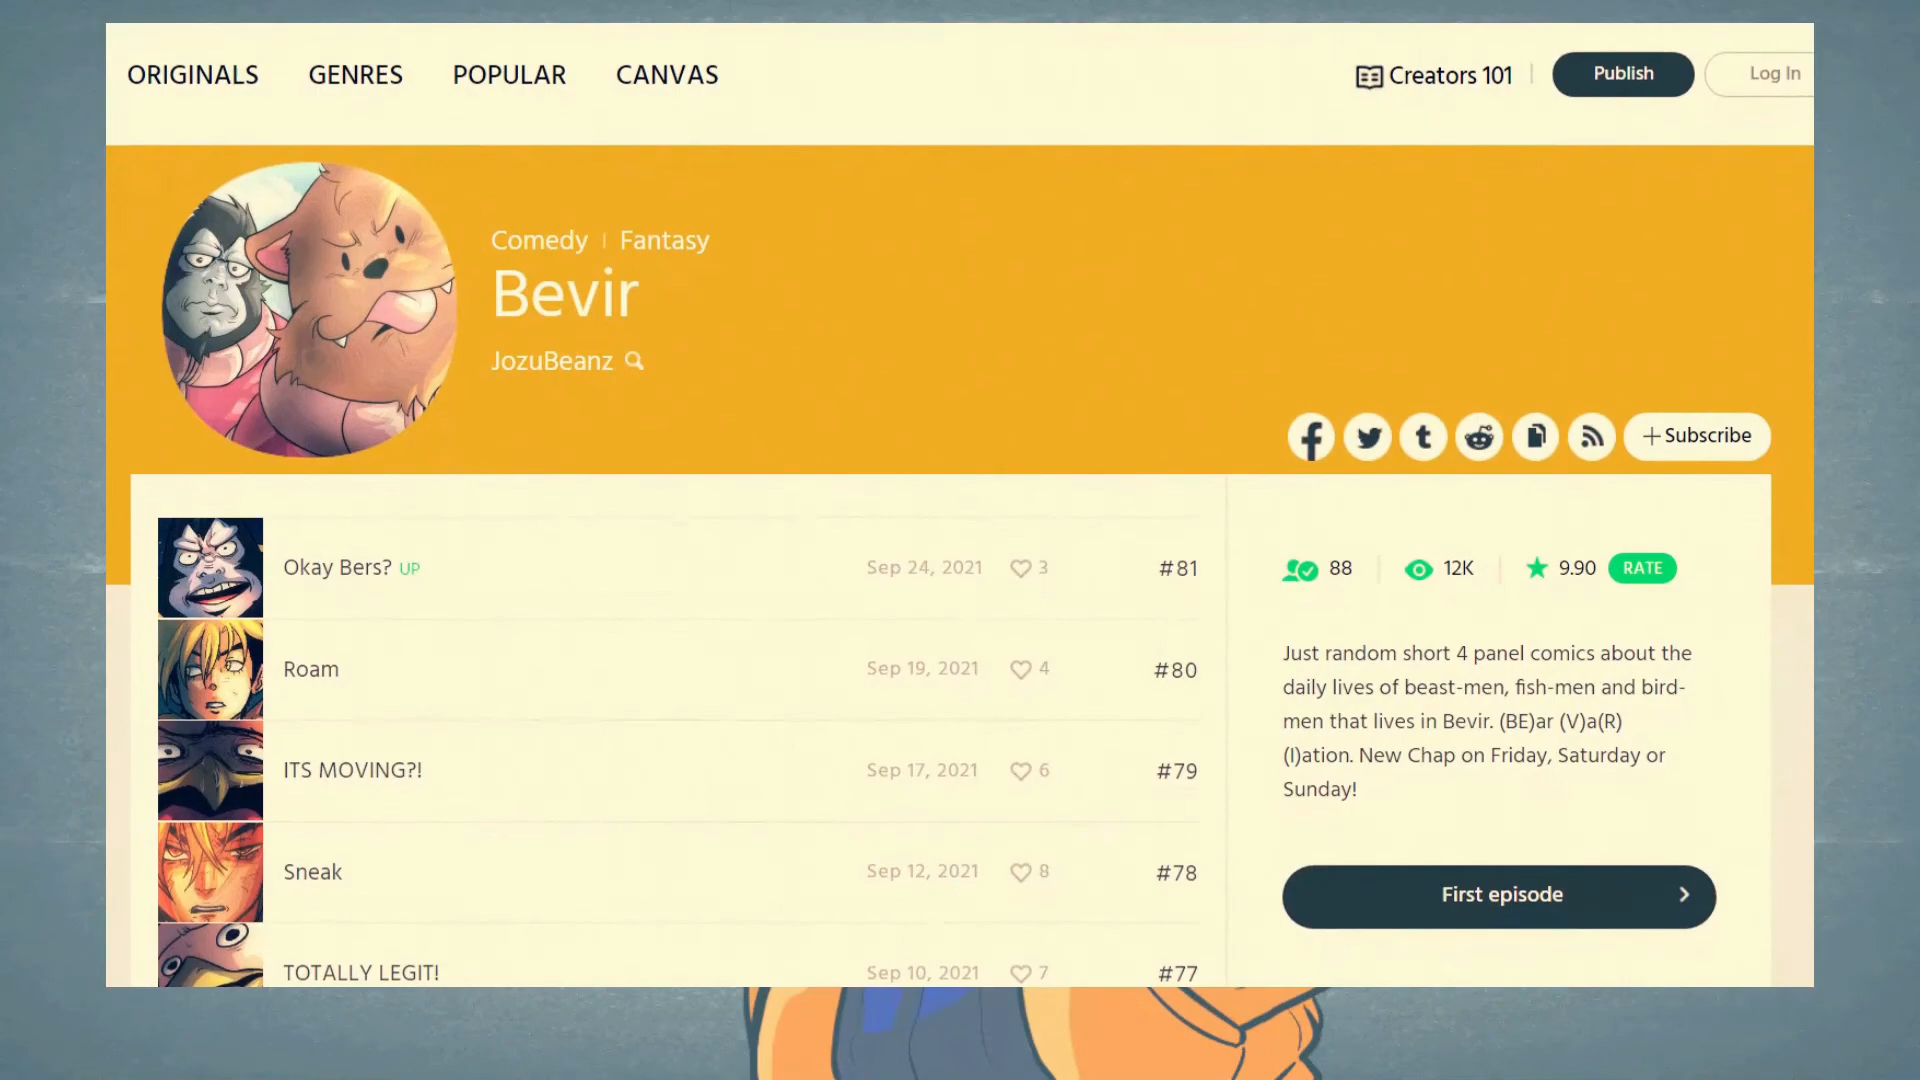 ORIGINALS GENRES POPULAR CANVAS Creators 101 Publish Log In
Comedy Fantasy
Bevir
JozuBeanz
+ Subscribe
Okay Bers? UP Sep 24, 2021 3 #81
Roam Sep 19, 2021 4 #80
ITS MOVING?! Sep 17, 2021 6 #79
Sneak Sep 12, 2021 8 #78
TOTALLY LEGIT! Sep 10, 2021 7 #77
88 12K 9.90 RATE
Just random short 4 panel comics about the
daily lives of beast-men, fish-men and bird-
men that lives in Bevir. (BE)ar (V)a(R)
(I)ation. New Chap on Friday, Saturday or
Sunday!
First episode